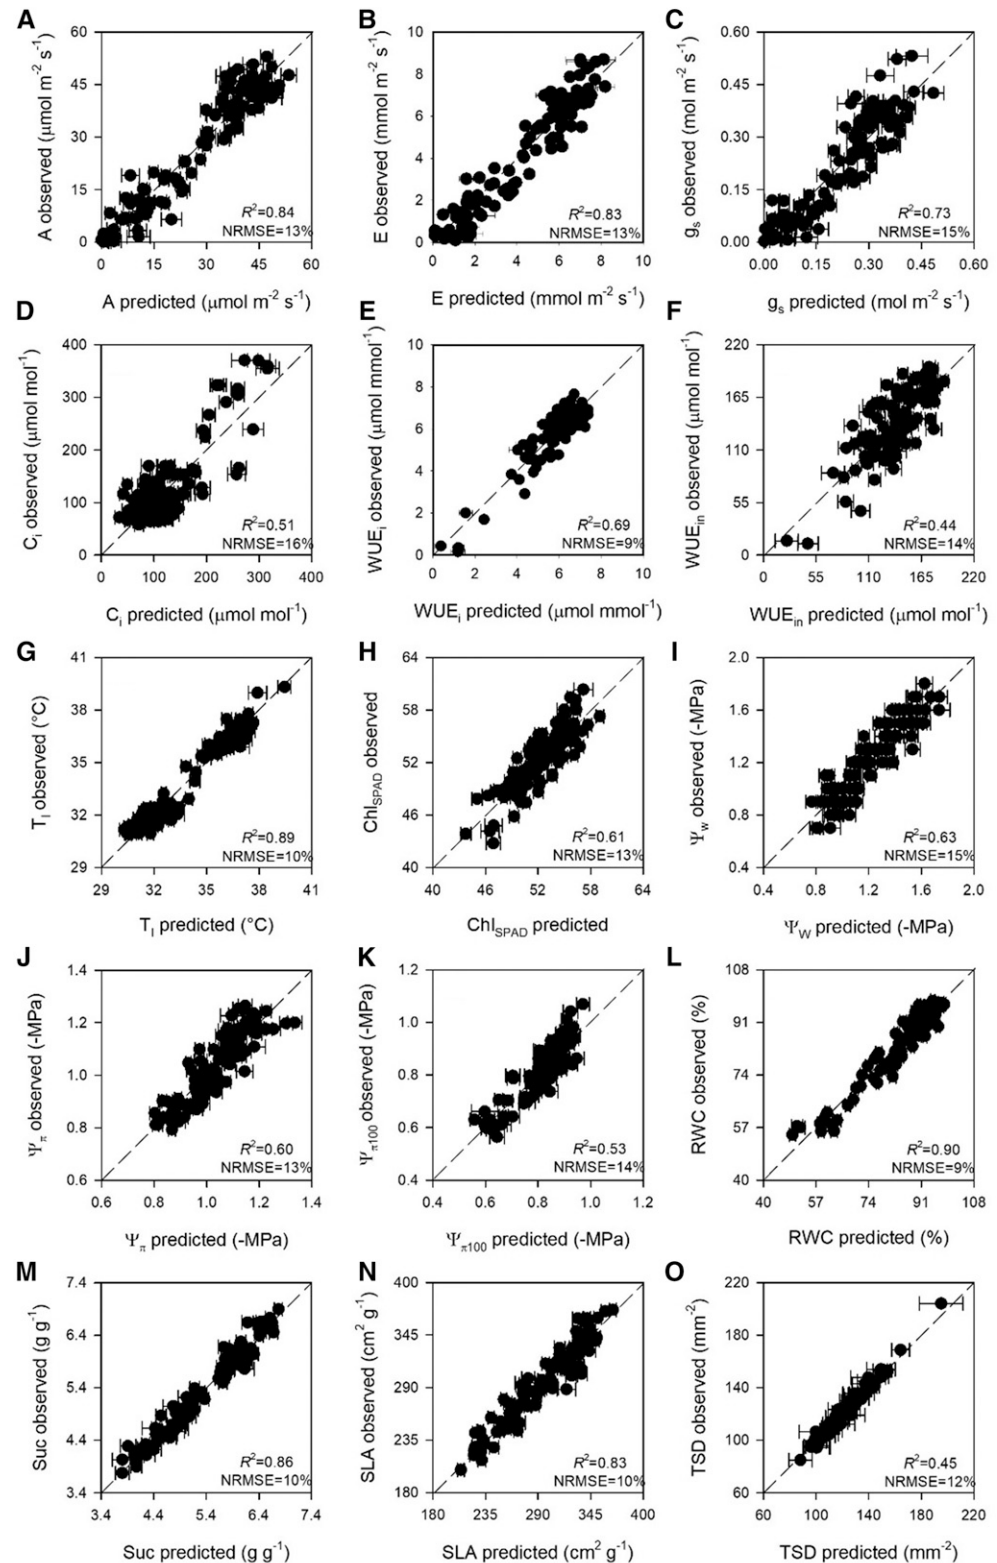 A
A observed (μmol m⁻² s⁻¹)
60
45
30
15
0
R²=0.84
NRMSE=13%
0 15 30 45 60
A predicted (μmol m⁻² s⁻¹)
B
E observed (mmol m⁻² s⁻¹)
10
8
6
4
2
0
R²=0.83
NRMSE=13%
0 2 4 6 8 10
E predicted (mmol m⁻² s⁻¹)
C
gₛ observed (mol m⁻² s⁻¹)
0.60
0.45
0.30
0.15
0.00
R²=0.73
NRMSE=15%
0.00 0.15 0.30 0.45 0.60
gₛ predicted (mol m⁻² s⁻¹)
D
Cᵢ observed (μmol mol⁻¹)
400
300
200
100
0
R²=0.51
NRMSE=16%
0 100 200 300 400
Cᵢ predicted (μmol mol⁻¹)
E
WUEᵢ observed (μmol mmol⁻¹)
10
8
6
4
2
0
R²=0.69
NRMSE=9%
0 2 4 6 8 10
WUEᵢ predicted (μmol mmol⁻¹)
F
WUEᵢₙ observed (μmol mol⁻¹)
220
165
110
55
0
R²=0.44
NRMSE=14%
0 55 110 165 220
WUEᵢₙ predicted (μmol mol⁻¹)
G
Tₗ observed (°C)
41
38
35
32
29
R²=0.89
NRMSE=10%
29 32 35 38 41
Tₗ predicted (°C)
H
Chl_SPAD observed
64
58
52
46
40
R²=0.61
NRMSE=13%
40 46 52 58 64
Chl_SPAD predicted
I
Ψ_w observed (-MPa)
2.0
1.6
1.2
0.8
0.4
R²=0.63
NRMSE=15%
0.4 0.8 1.2 1.6 2.0
Ψ_W predicted (-MPa)
J
Ψ_π observed (-MPa)
1.4
1.2
1.0
0.8
0.6
R²=0.60
NRMSE=13%
0.6 0.8 1.0 1.2 1.4
Ψ_π predicted (-MPa)
K
Ψ_π100 observed (-MPa)
1.2
1.0
0.8
0.6
0.4
R²=0.53
NRMSE=14%
0.4 0.6 0.8 1.0 1.2
Ψ_π100 predicted (-MPa)
L
RWC observed (%)
108
91
74
57
40
R²=0.90
NRMSE=9%
40 57 74 91 108
RWC predicted (%)
M
Suc observed (g g⁻¹)
7.4
6.4
5.4
4.4
3.4
R²=0.86
NRMSE=10%
3.4 4.4 5.4 6.4 7.4
Suc predicted (g g⁻¹)
N
SLA observed (cm² g⁻¹)
400
345
290
235
180
R²=0.83
NRMSE=10%
180 235 290 345 400
SLA predicted (cm² g⁻¹)
O
TSD observed (mm⁻²)
220
180
140
100
60
R²=0.45
NRMSE=12%
60 100 140 180 220
TSD predicted (mm⁻²)